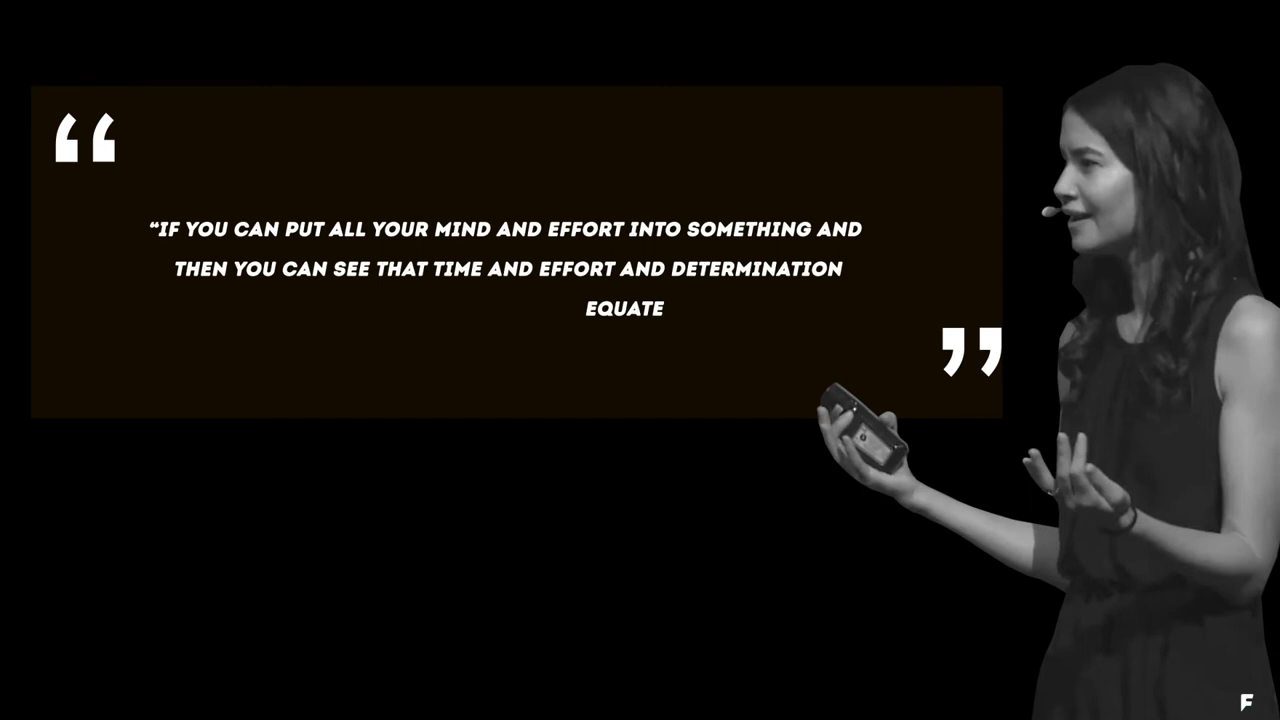 “IF YOU CAN PUT ALL YOUR MIND AND EFFORT INTO SOMETHING AND
THEN YOU CAN SEE THAT TIME AND EFFORT AND DETERMINATION
EQUATE
F